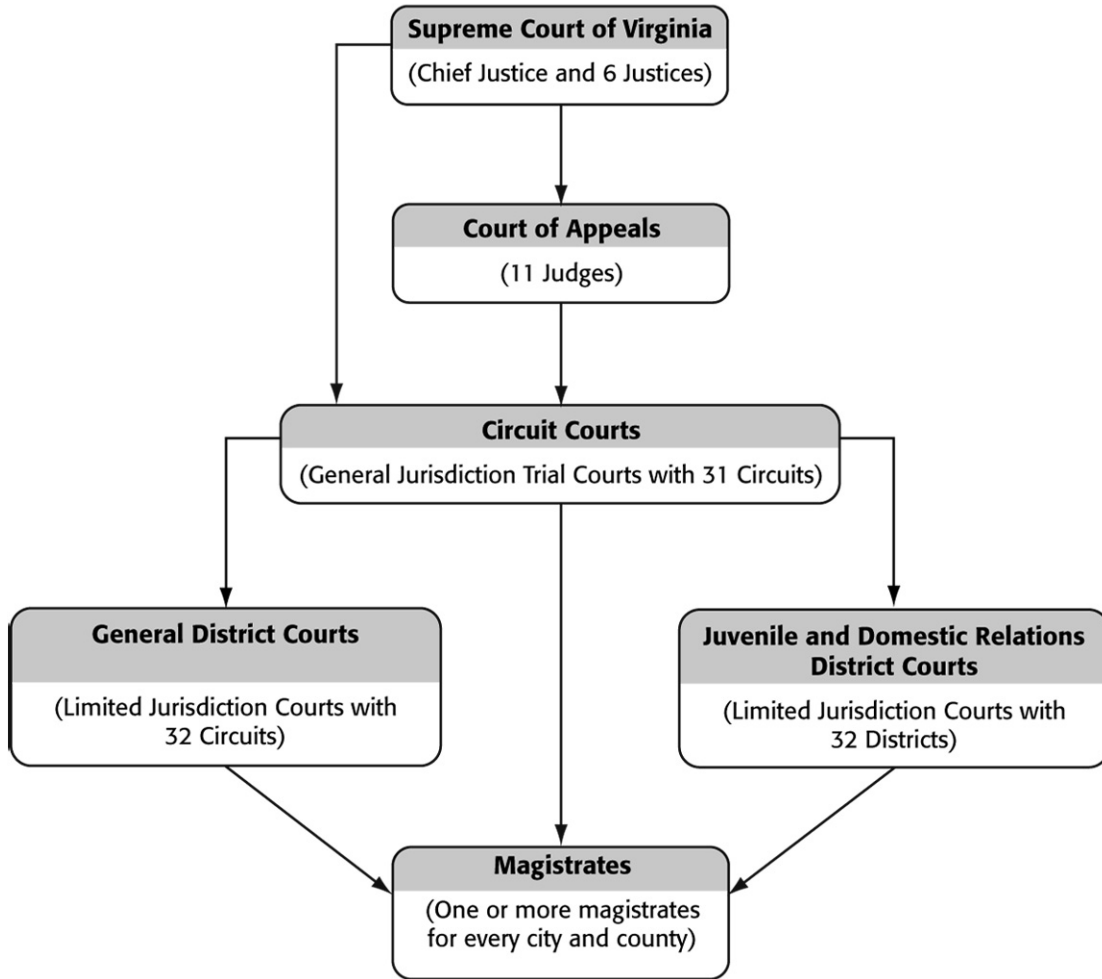 Supreme Court of Virginia
(Chief Justice and 6 Justices)
Court of Appeals
(11 Judges)
Circuit Courts
(General Jurisdiction Trial Courts with 31 Circuits)
General District Courts
(Limited Jurisdiction Courts with
32 Circuits)
Juvenile and Domestic Relations
District Courts
(Limited Jurisdiction Courts with
32 Districts)
Magistrates
(One or more magistrates
for every city and county)